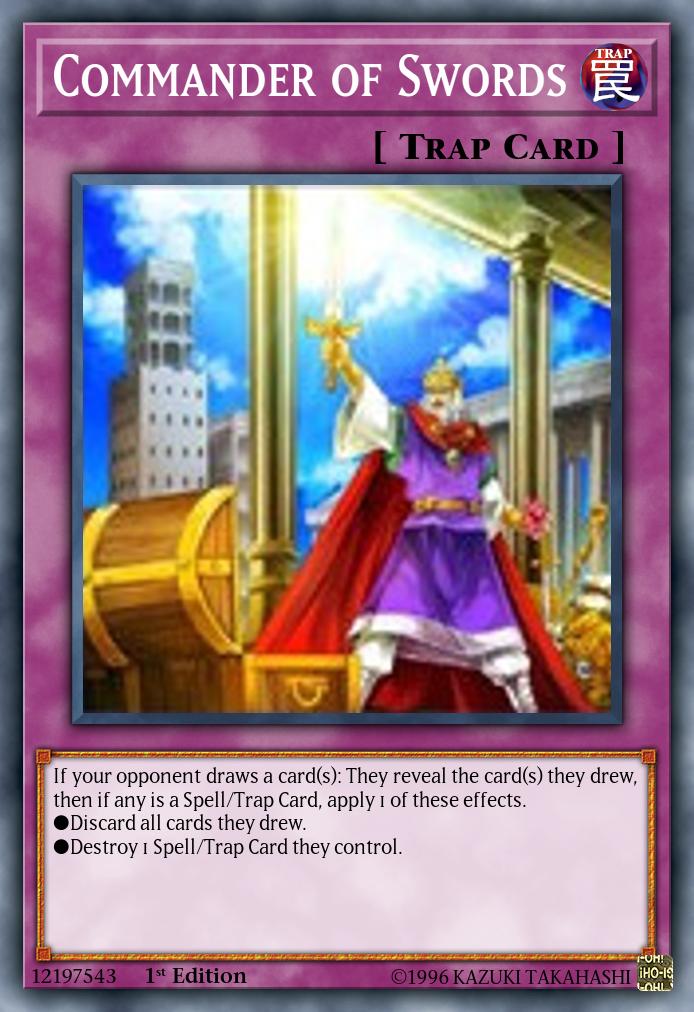 COMMANDER OF SWORDS
TRAP
罠
[ TRAP CARD ]
If your opponent draws a card(s): They reveal the card(s) they drew,
then if any is a Spell/Trap Card, apply 1 of these effects.
●Discard all cards they drew.
●Destroy 1 Spell/Trap Card they control.
12197543 1st Edition ©1996 KAZUKI TAKAHASHI